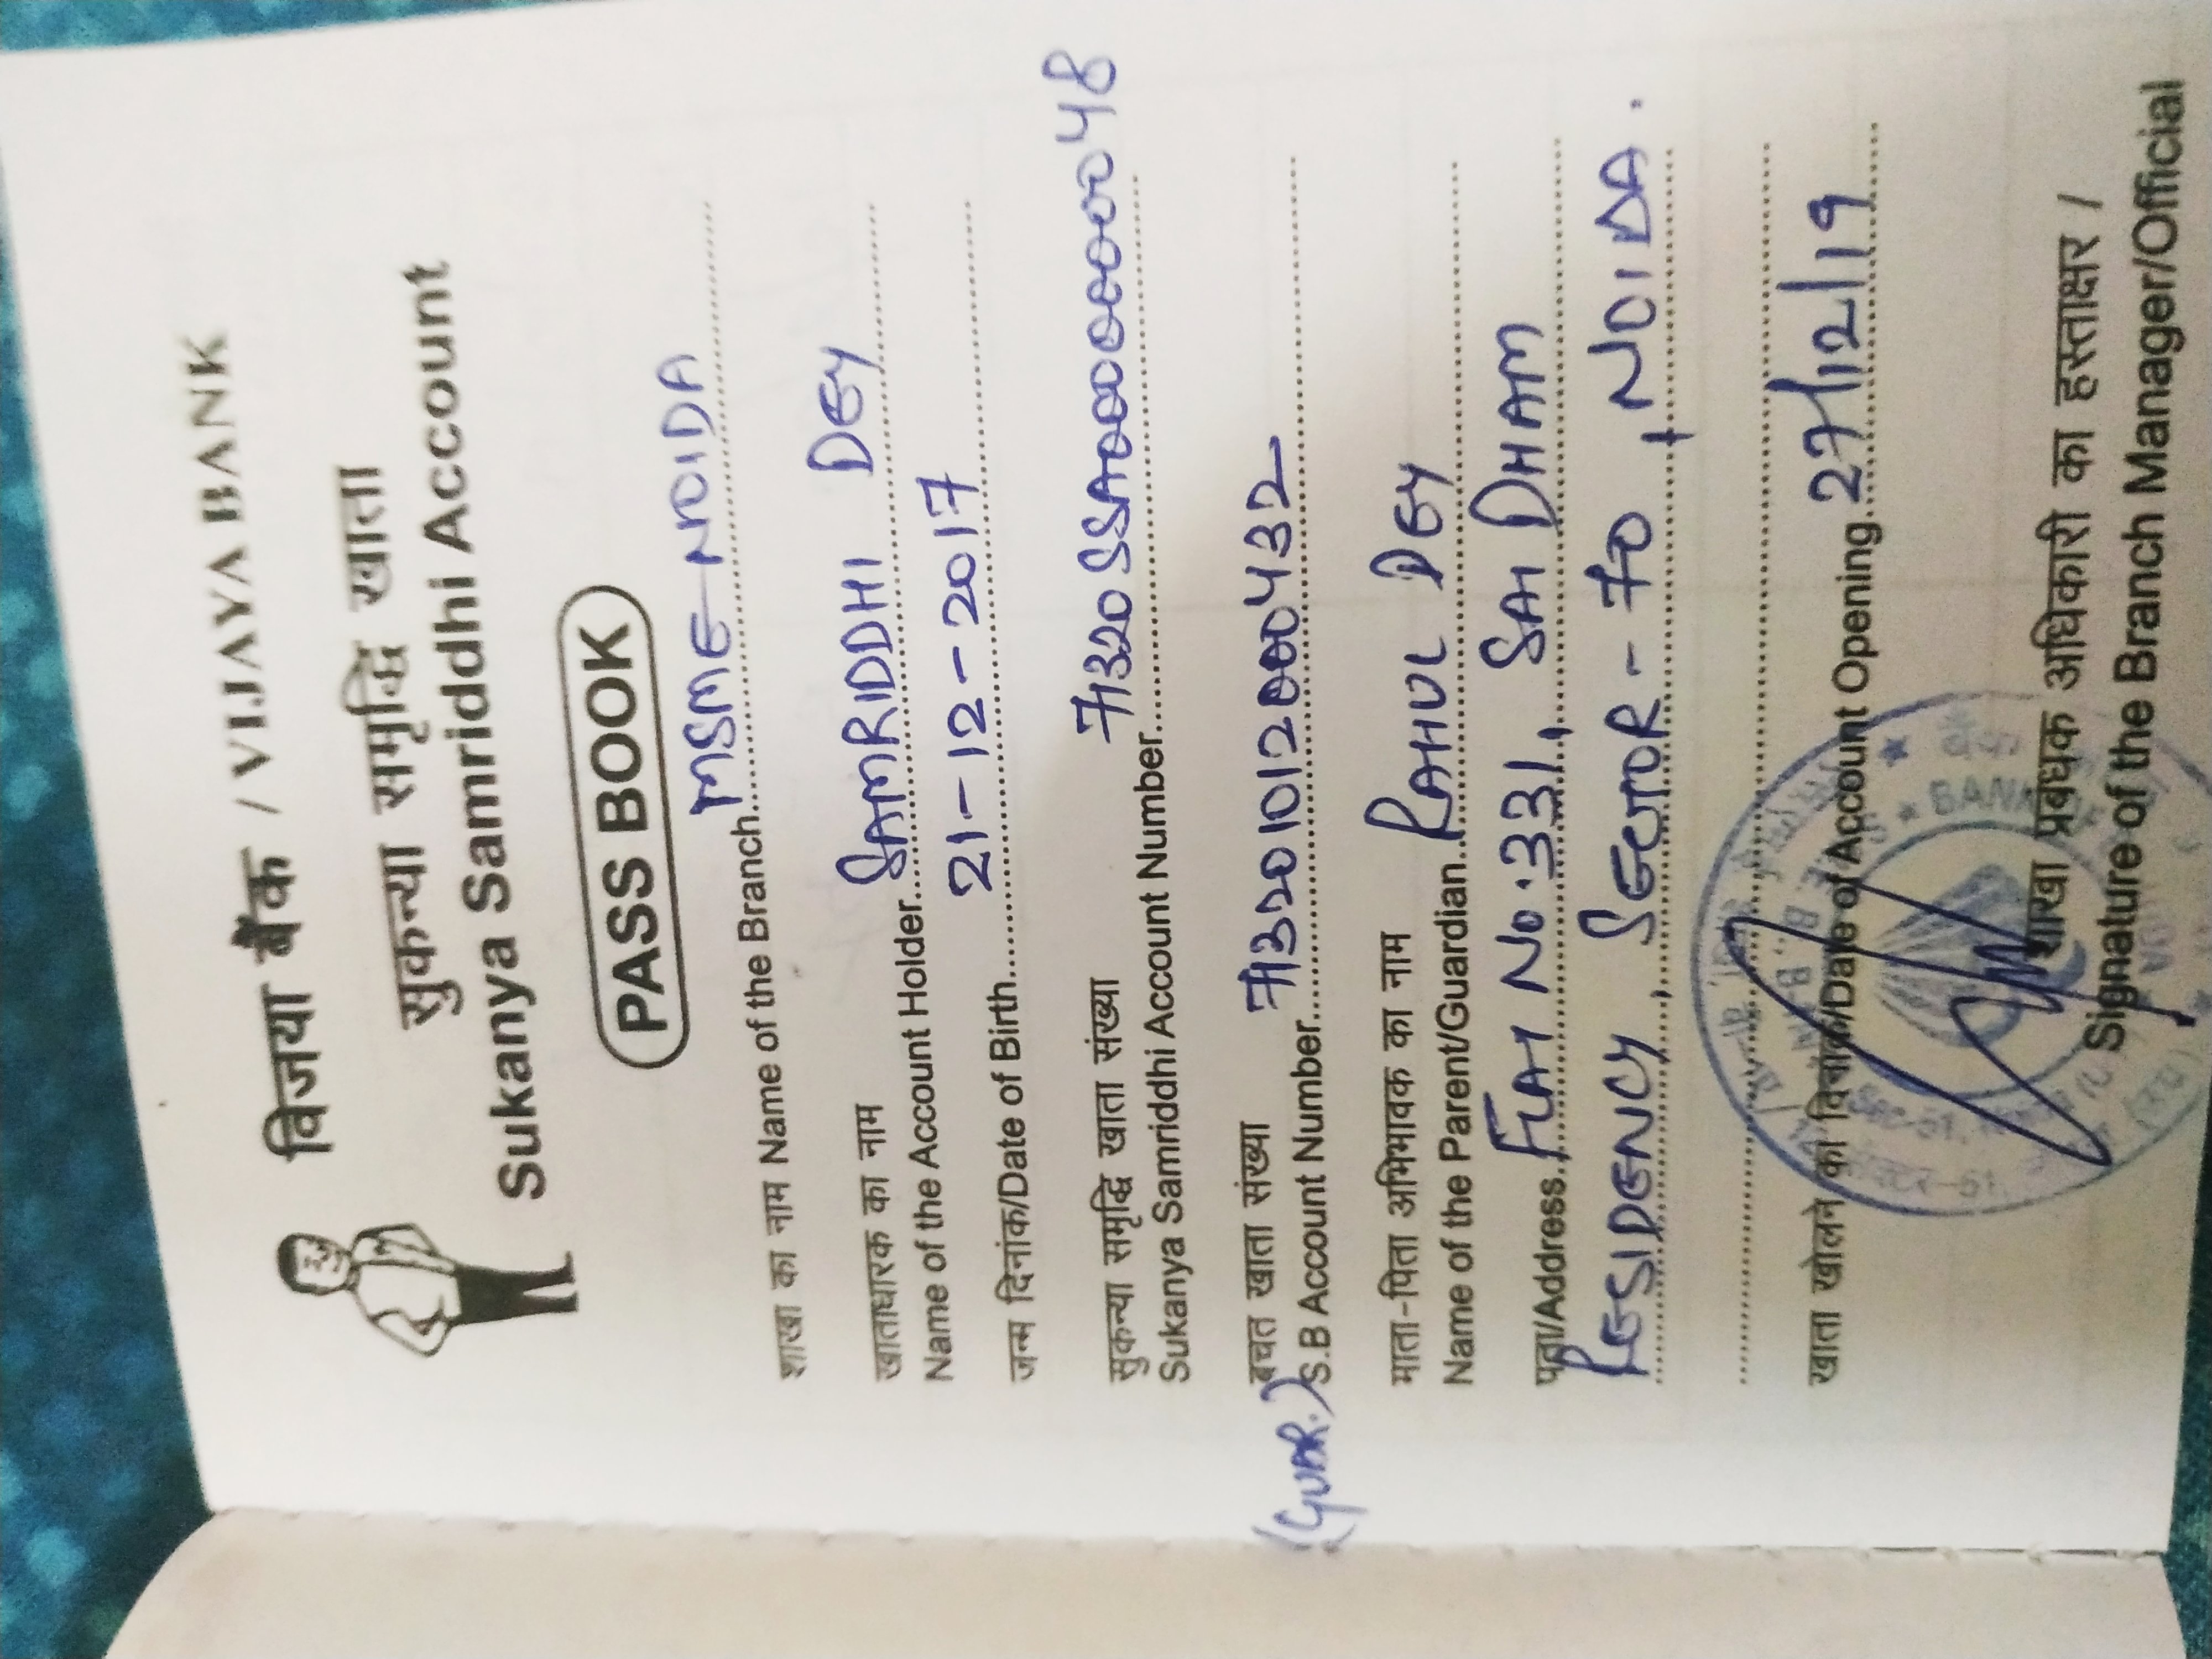 विजया बैंक / VIJAYA BANK
सुकन्या समृद्धि खाता
Sukanya Samriddhi Account
PASS BOOK
शाखा का नाम Name of the Branch MSME NOIDA
खाताधारक का नाम
Name of the Account Holder SAMRIDDHI DEY
जन्म दिनांक/Date of Birth 21-12-2017
सुकन्या समृद्धि खाता संख्या
Sukanya Samriddhi Account Number 71320SSA00000000048
बचत खाता संख्या
(GUAR.) S.B Account Number 713201012000432
माता-पिता अभिभावक का नाम
Name of the Parent/Guardian RAHUL DEY
पता/Address FLAT NO. 331, SAI DHAM
RESIDENCY, SECTOR-70, NOIDA.
खाता खोलने का दिनांक/Date of Account Opening 27/12/19
शाखा प्रबंधक अधिकारी का हस्ताक्षर /
Signature of the Branch Manager/Official
BANK